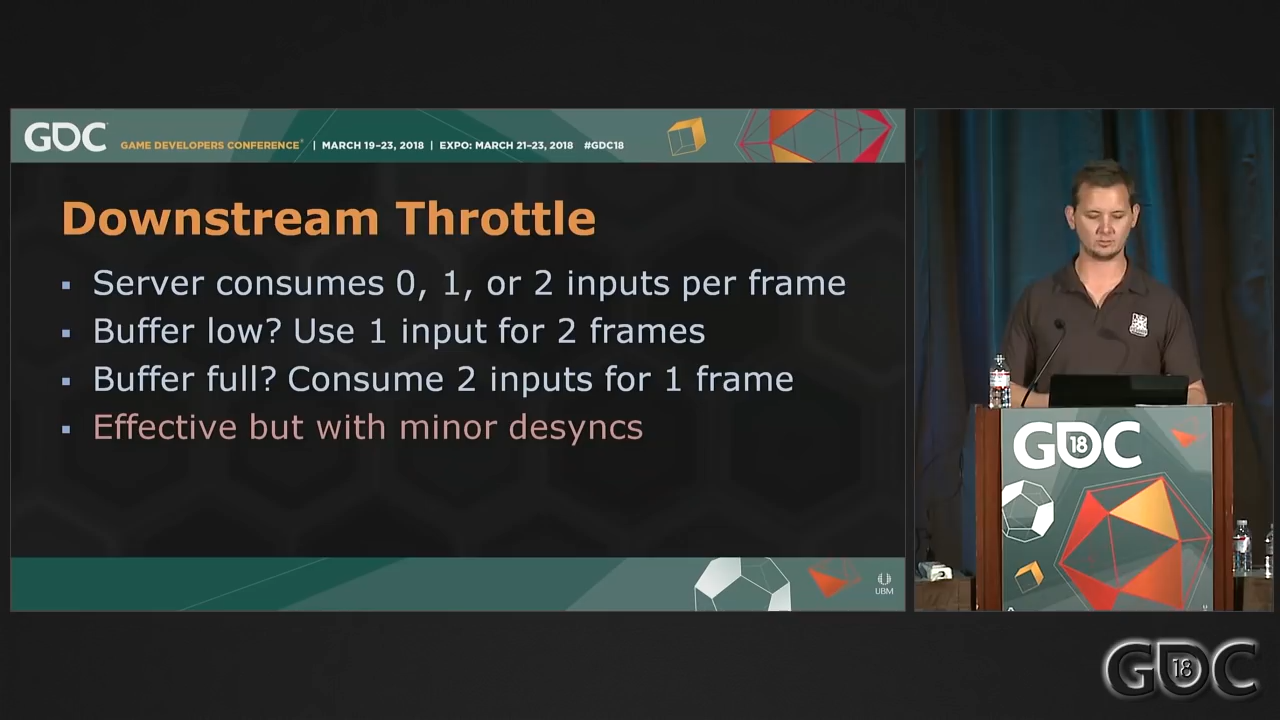 GDC
GAME DEVELOPERS CONFERENCE® | MARCH 19–23, 2018 | EXPO: MARCH 21–23, 2018 #GDC18
Downstream Throttle
Server consumes 0, 1, or 2 inputs per frame
Buffer low? Use 1 input for 2 frames
Buffer full? Consume 2 inputs for 1 frame
Effective but with minor desyncs
UBM
GDC 18
GDC 18